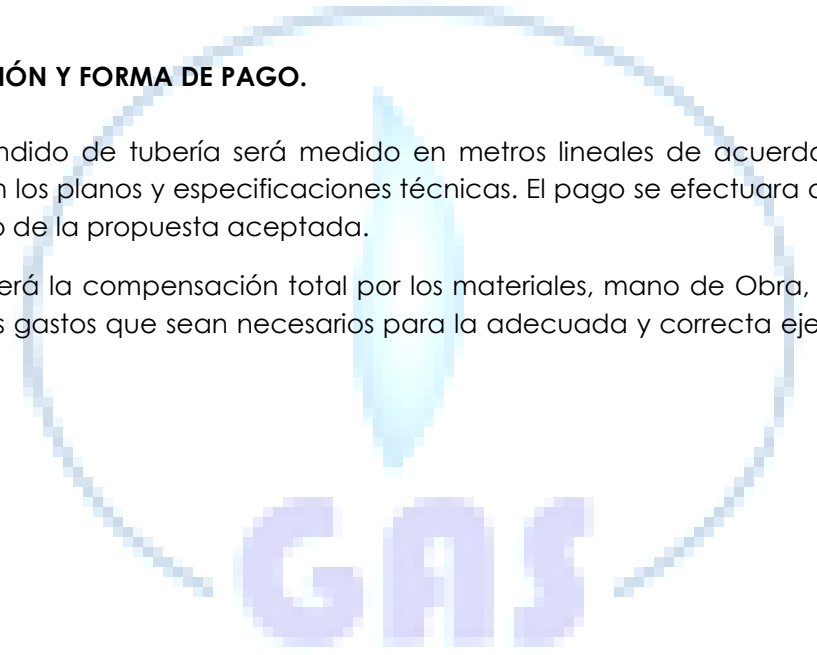 IÓN Y FORMA DE PAGO.
ndido de tubería será medido en metros lineales de acuerdo
n los planos y especificaciones técnicas. El pago se efectuara
o de la propuesta aceptada.
erá la compensación total por los materiales, mano de Obra,
s gastos que sean necesarios para la adecuada y correcta eje
GAS